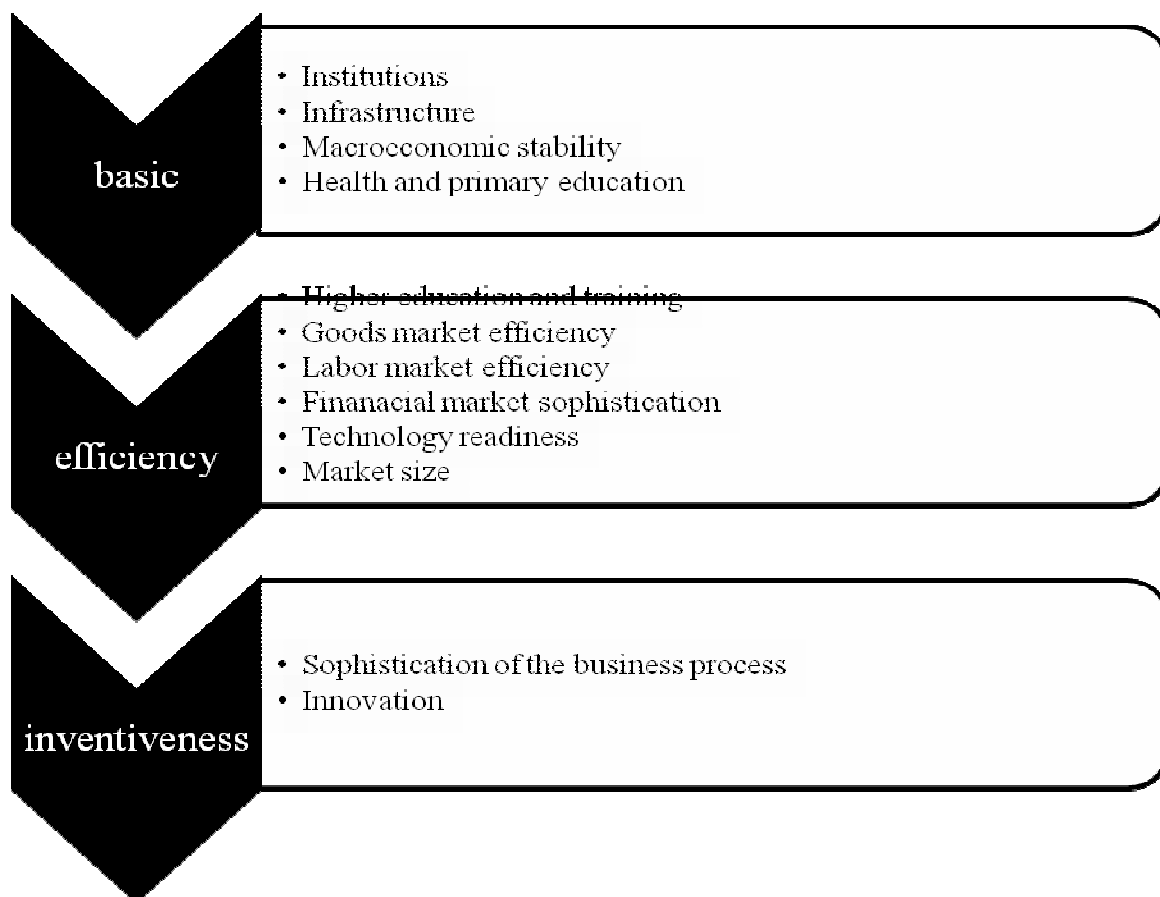 basic
• Institutions
• Infrastructure
• Macroeconomic stability
• Health and primary education
efficiency
• Higher education and training
• Goods market efficiency
• Labor market efficiency
• Finanacial market sophistication
• Technology readiness
• Market size
inventiveness
• Sophistication of the business process
• Innovation